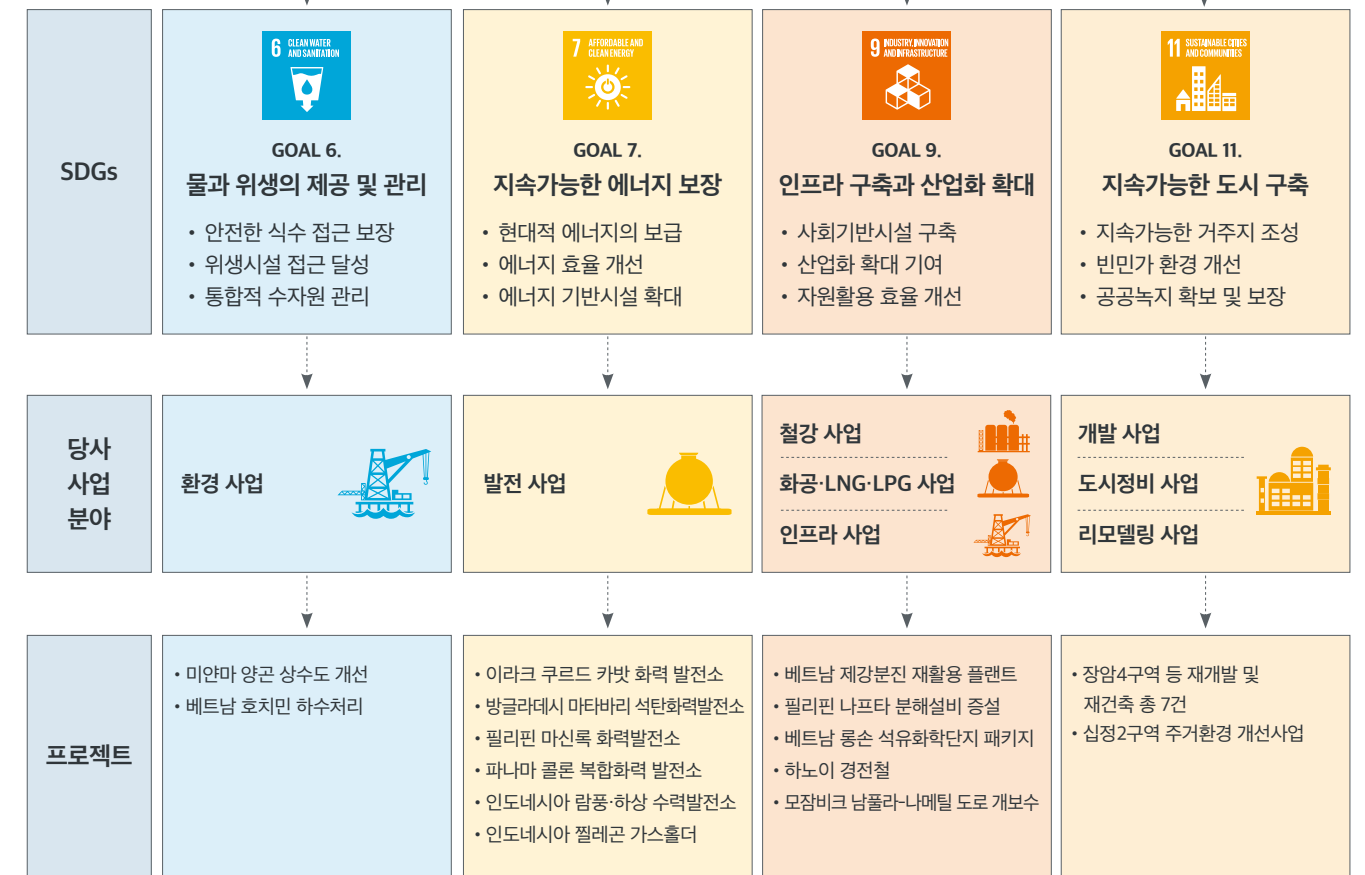 SDGs
6 CLEAN WATER
AND SANITATION
GOAL 6.
물과 위생의 제공 및 관리
• 안전한 식수 접근 보장
• 위생시설 접근 달성
• 통합적 수자원 관리
7 AFFORDABLE AND
CLEAN ENERGY
GOAL 7.
지속가능한 에너지 보장
• 현대적 에너지의 보급
• 에너지 효율 개선
• 에너지 기반시설 확대
9 INDUSTRY, INNOVATION
AND INFRASTRUCTURE
GOAL 9.
인프라 구축과 산업화 확대
• 사회기반시설 구축
• 산업화 확대 기여
• 자원활용 효율 개선
11 SUSTAINABLE CITIES
AND COMMUNITIES
GOAL 11.
지속가능한 도시 구축
• 지속가능한 거주지 조성
• 빈민가 환경 개선
• 공공녹지 확보 및 보장
당사
사업
분야
환경 사업
발전 사업
철강 사업
화공·LNG·LPG 사업
인프라 사업
개발 사업
도시정비 사업
리모델링 사업
프로젝트
• 미얀마 양곤 상수도 개선
• 베트남 호치민 하수처리
• 이라크 쿠르드 카밧 화력 발전소
• 방글라데시 마타바리 석탄화력발전소
• 필리핀 마신록 화력발전소
• 파나마 콜론 복합화력 발전소
• 인도네시아 람풍·하상 수력발전소
• 인도네시아 찔레곤 가스홀더
• 베트남 제강분진 재활용 플랜트
• 필리핀 나프타 분해설비 증설
• 베트남 롱손 석유화학단지 패키지
• 하노이 경전철
• 모잠비크 남풀라-나메틸 도로 개보수
• 장암4구역 등 재개발 및
재건축 총 7건
• 십정2구역 주거환경 개선사업